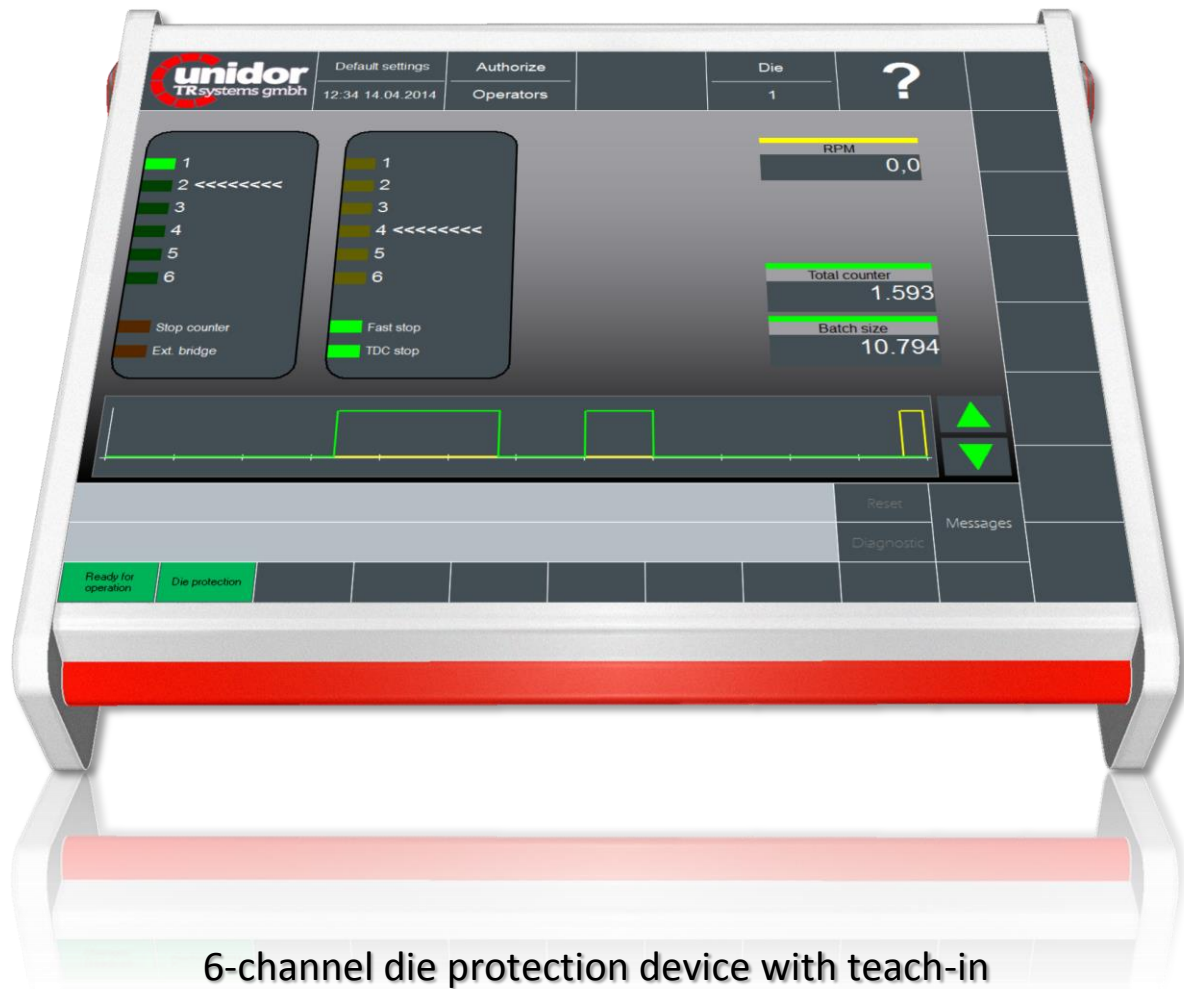 unidor
TRsystems gmbh
Default settings
12:34 14.04.2014
Authorize
Operators
Die
1
?
1
2 <<<<<<<<
3
4
5
6
Stop counter
Ext. bridge
1
2
3
4 <<<<<<<<
5
6
Fast stop
TDC stop
RPM
0,0
Total counter
1.593
Batch size
10.794
Reset
Diagnostic
Messages
Ready for
operation
Die protection
6-channel die protection device with teach-in